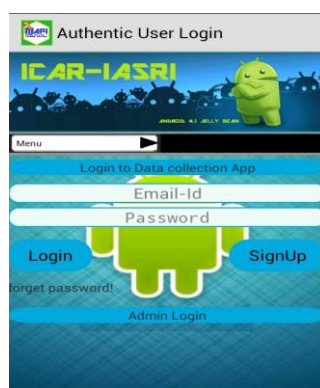 MAPI
Authentic User Login
ICAR-IASRI
ANDROID 4.1 JELLY BEAN
Menu
Login to Data collection App
Email-Id
Password
Login
SignUp
forget password!
Admin Login